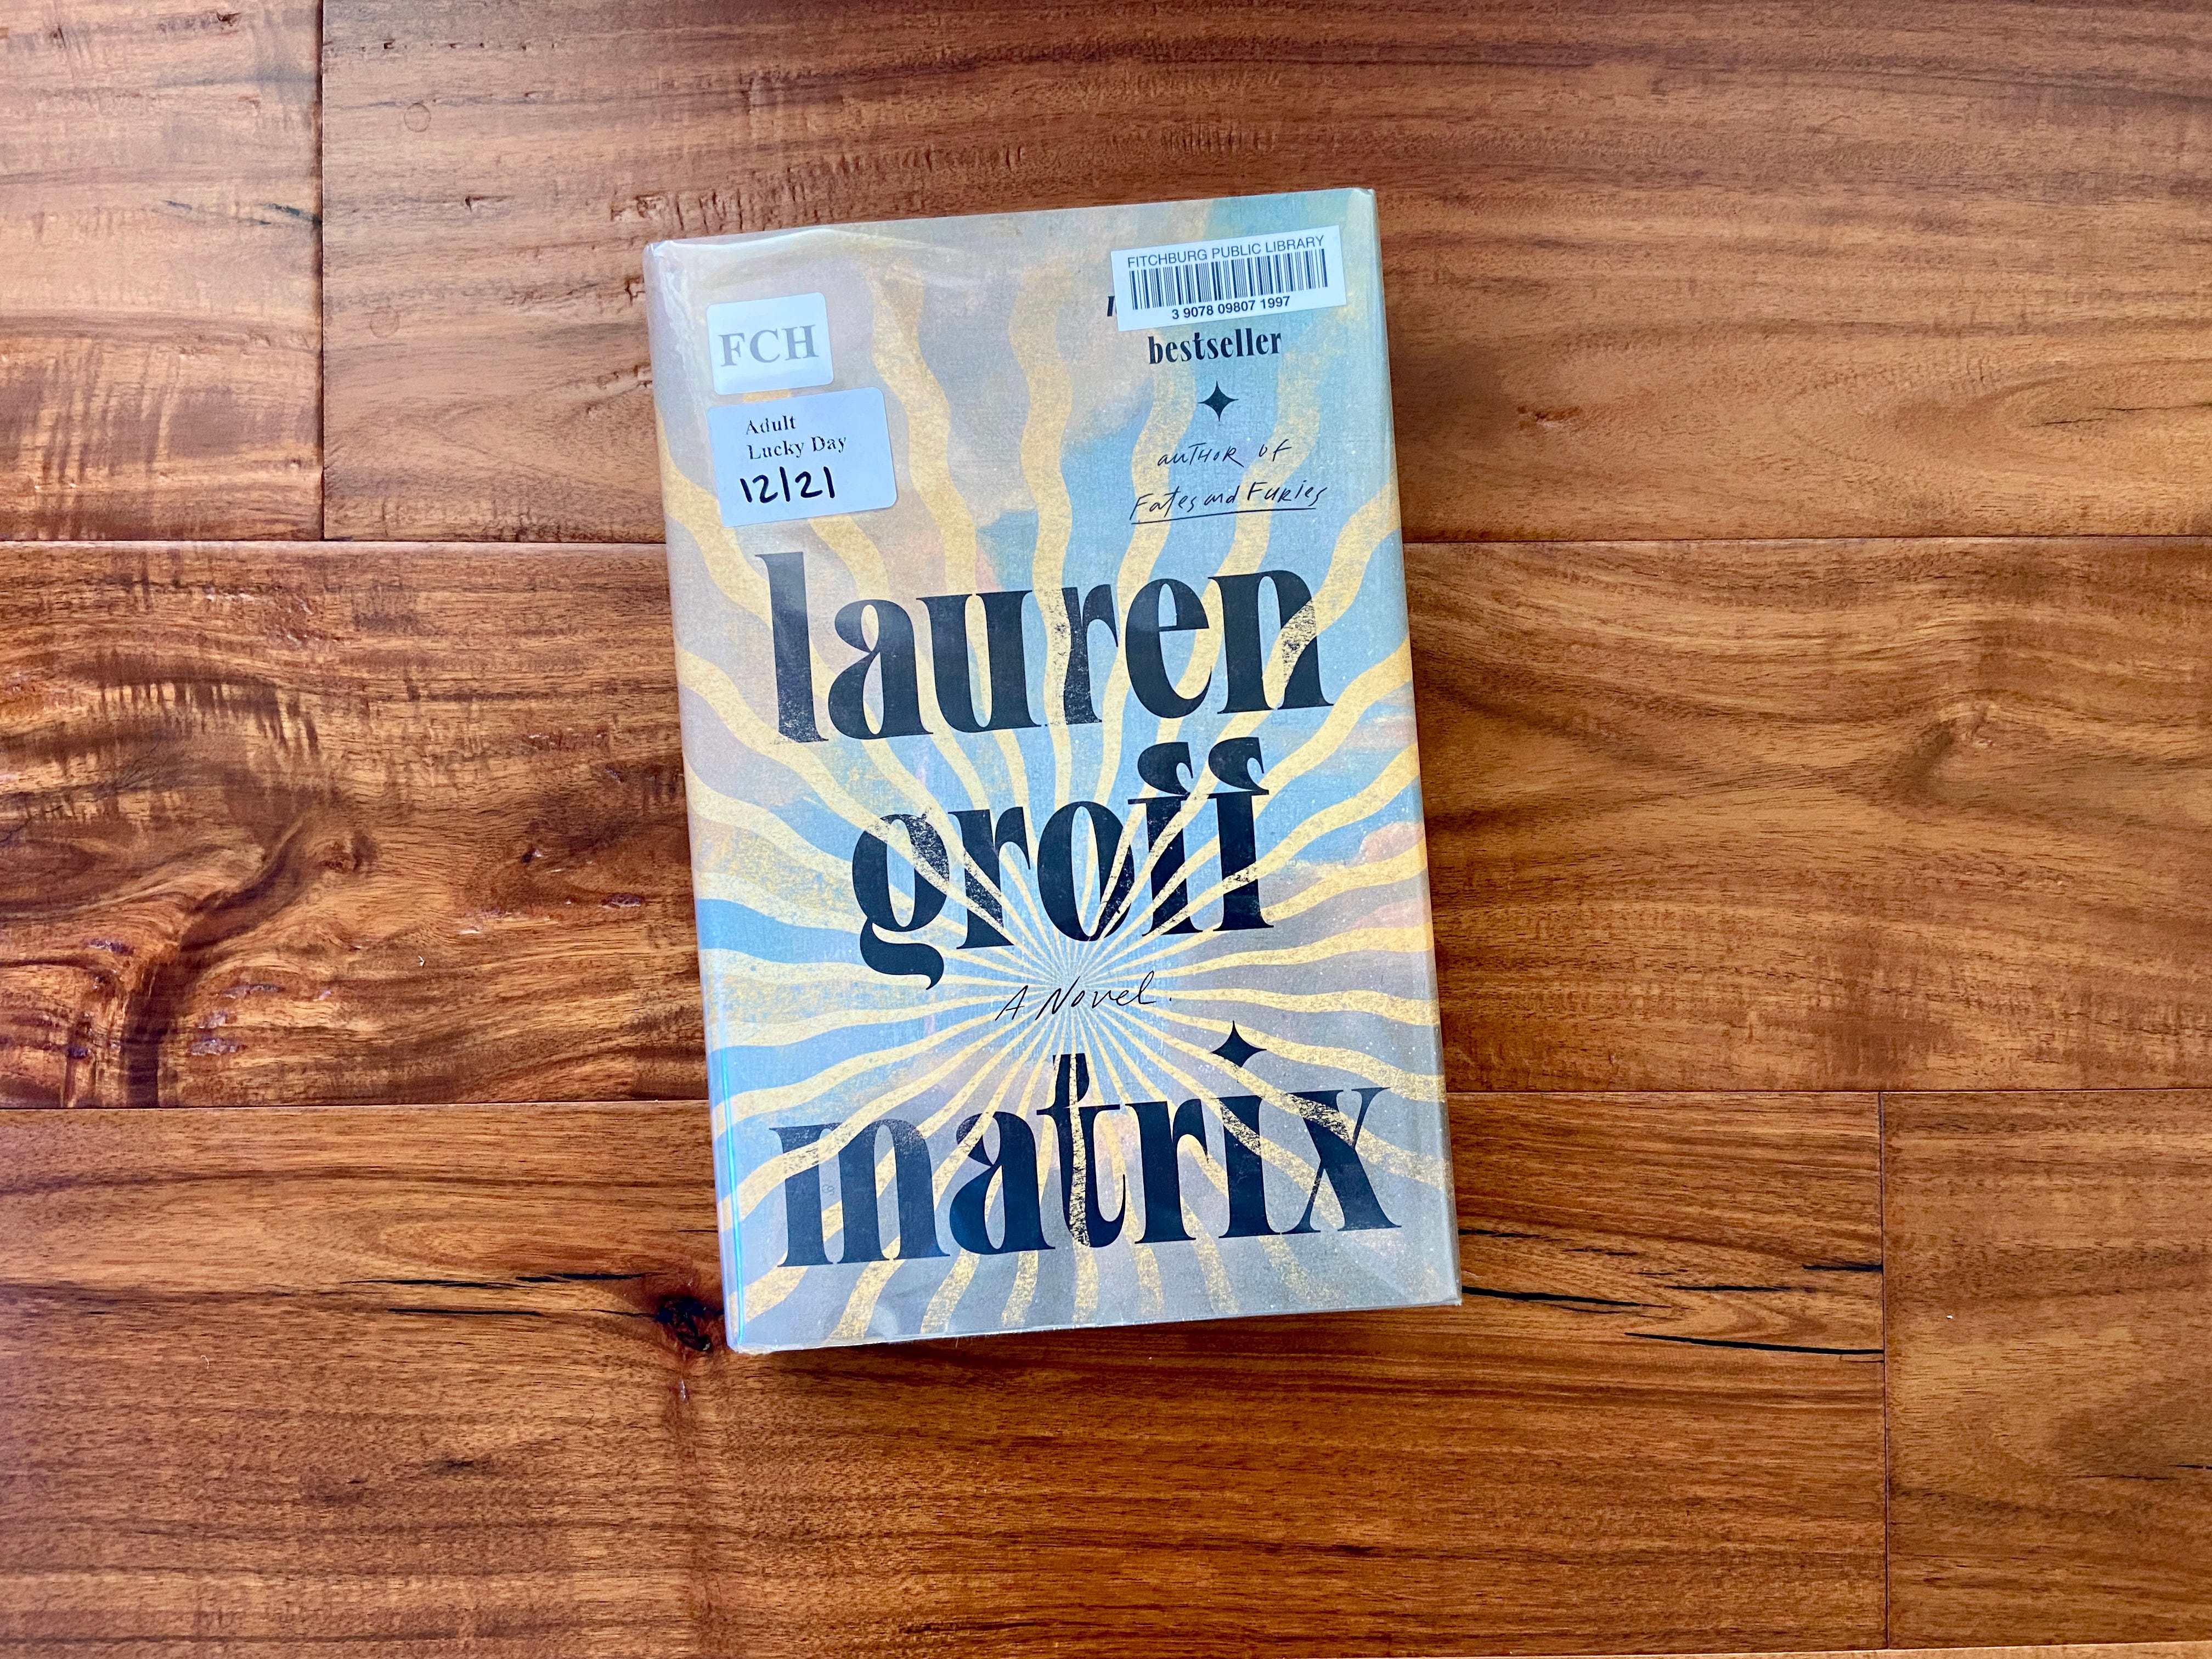 FITCHBURG PUBLIC LIBRARY
3 9078 09807 1997
FCH
bestseller
Adult
Lucky Day
12/21
author of
Fates and Furies
lauren
groff
A Novel.
matrix